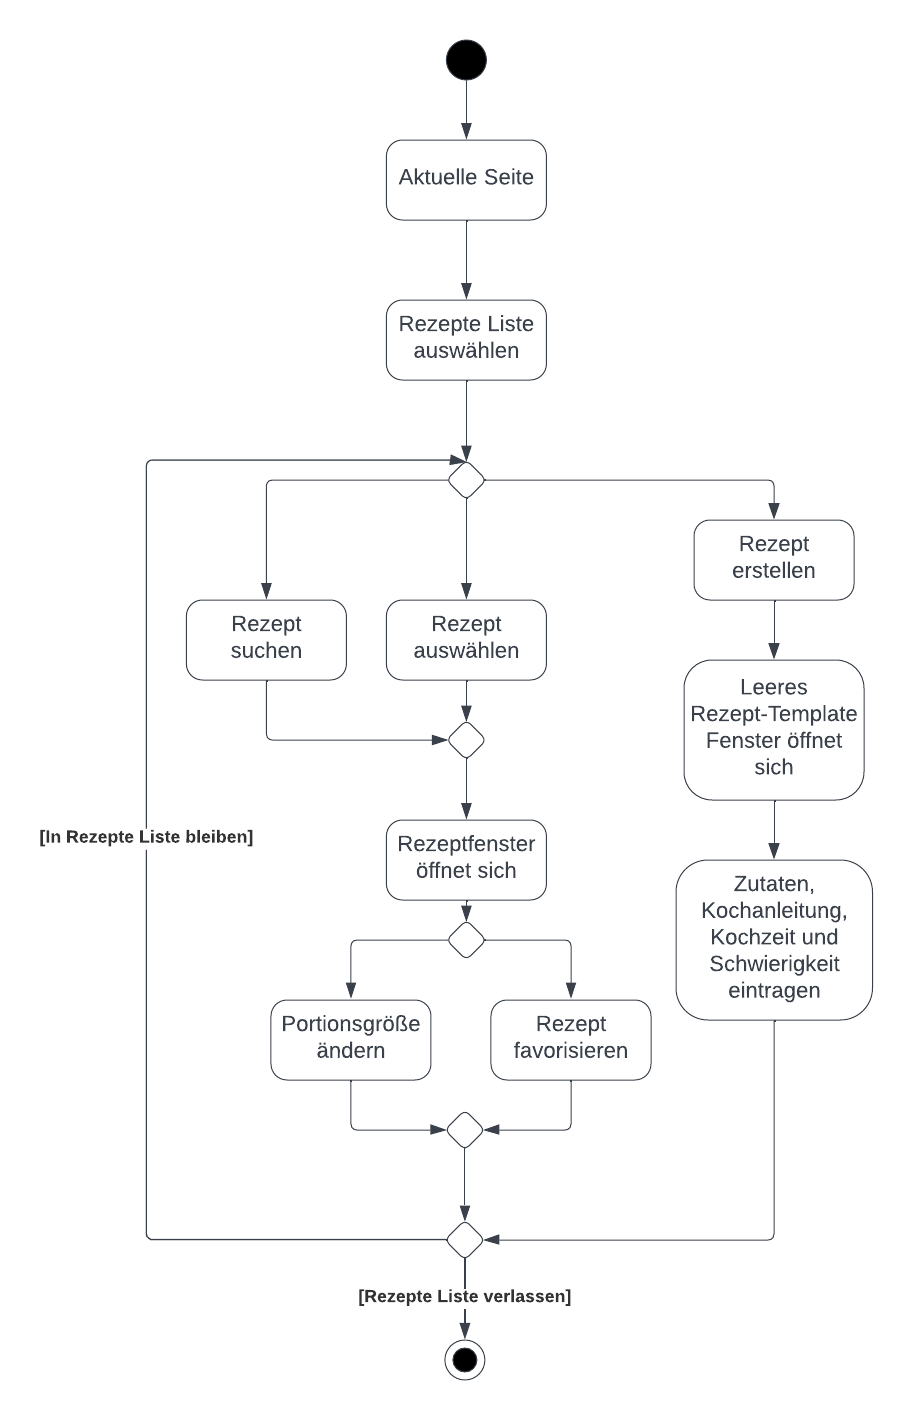 Aktuelle Seite
Rezepte Liste
auswählen
Rezept
erstellen
Rezept
suchen
Rezept
auswählen
Leeres
Rezept-Template
Fenster öffnet
sich
[In Rezepte Liste bleiben]
Rezeptfenster
öffnet sich
Zutaten,
Kochanleitung,
Kochzeit und
Schwierigkeit
eintragen
Portionsgröße
ändern
Rezept
favorisieren
[Rezepte Liste verlassen]